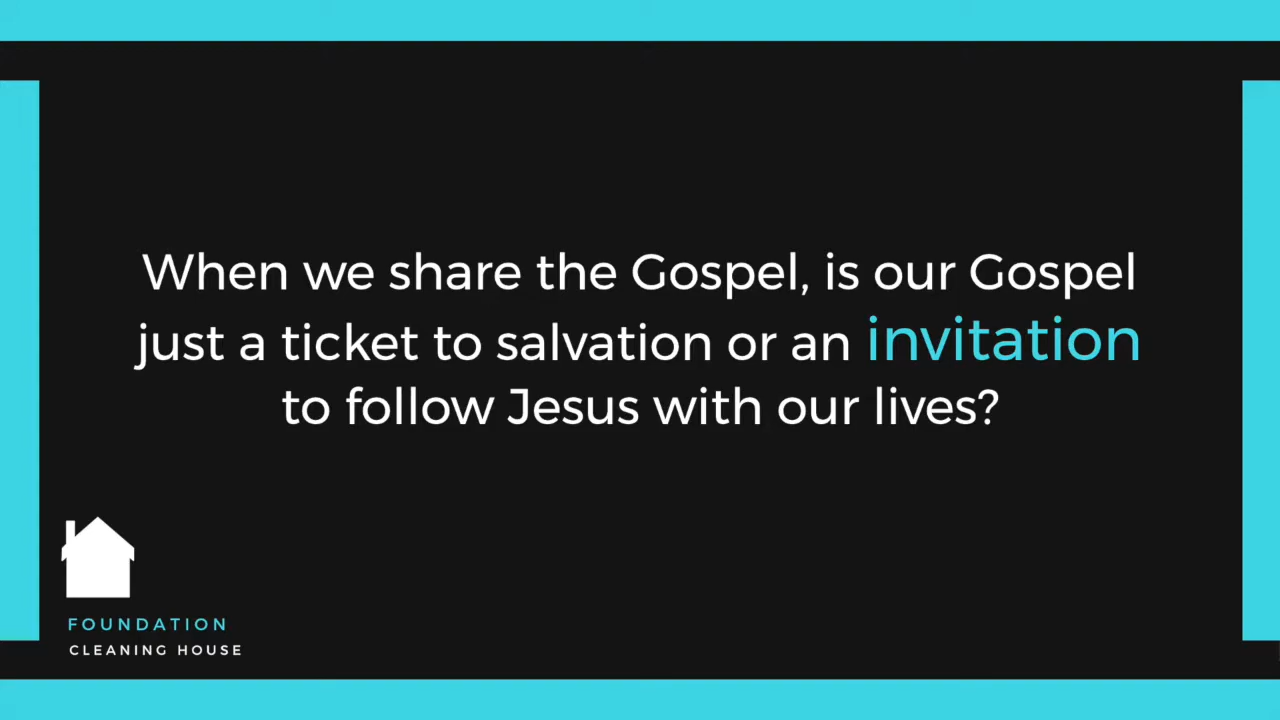 When we share the Gospel, is our Gospel
just a ticket to salvation or an invitation
to follow Jesus with our lives?
FOUNDATION
CLEANING HOUSE